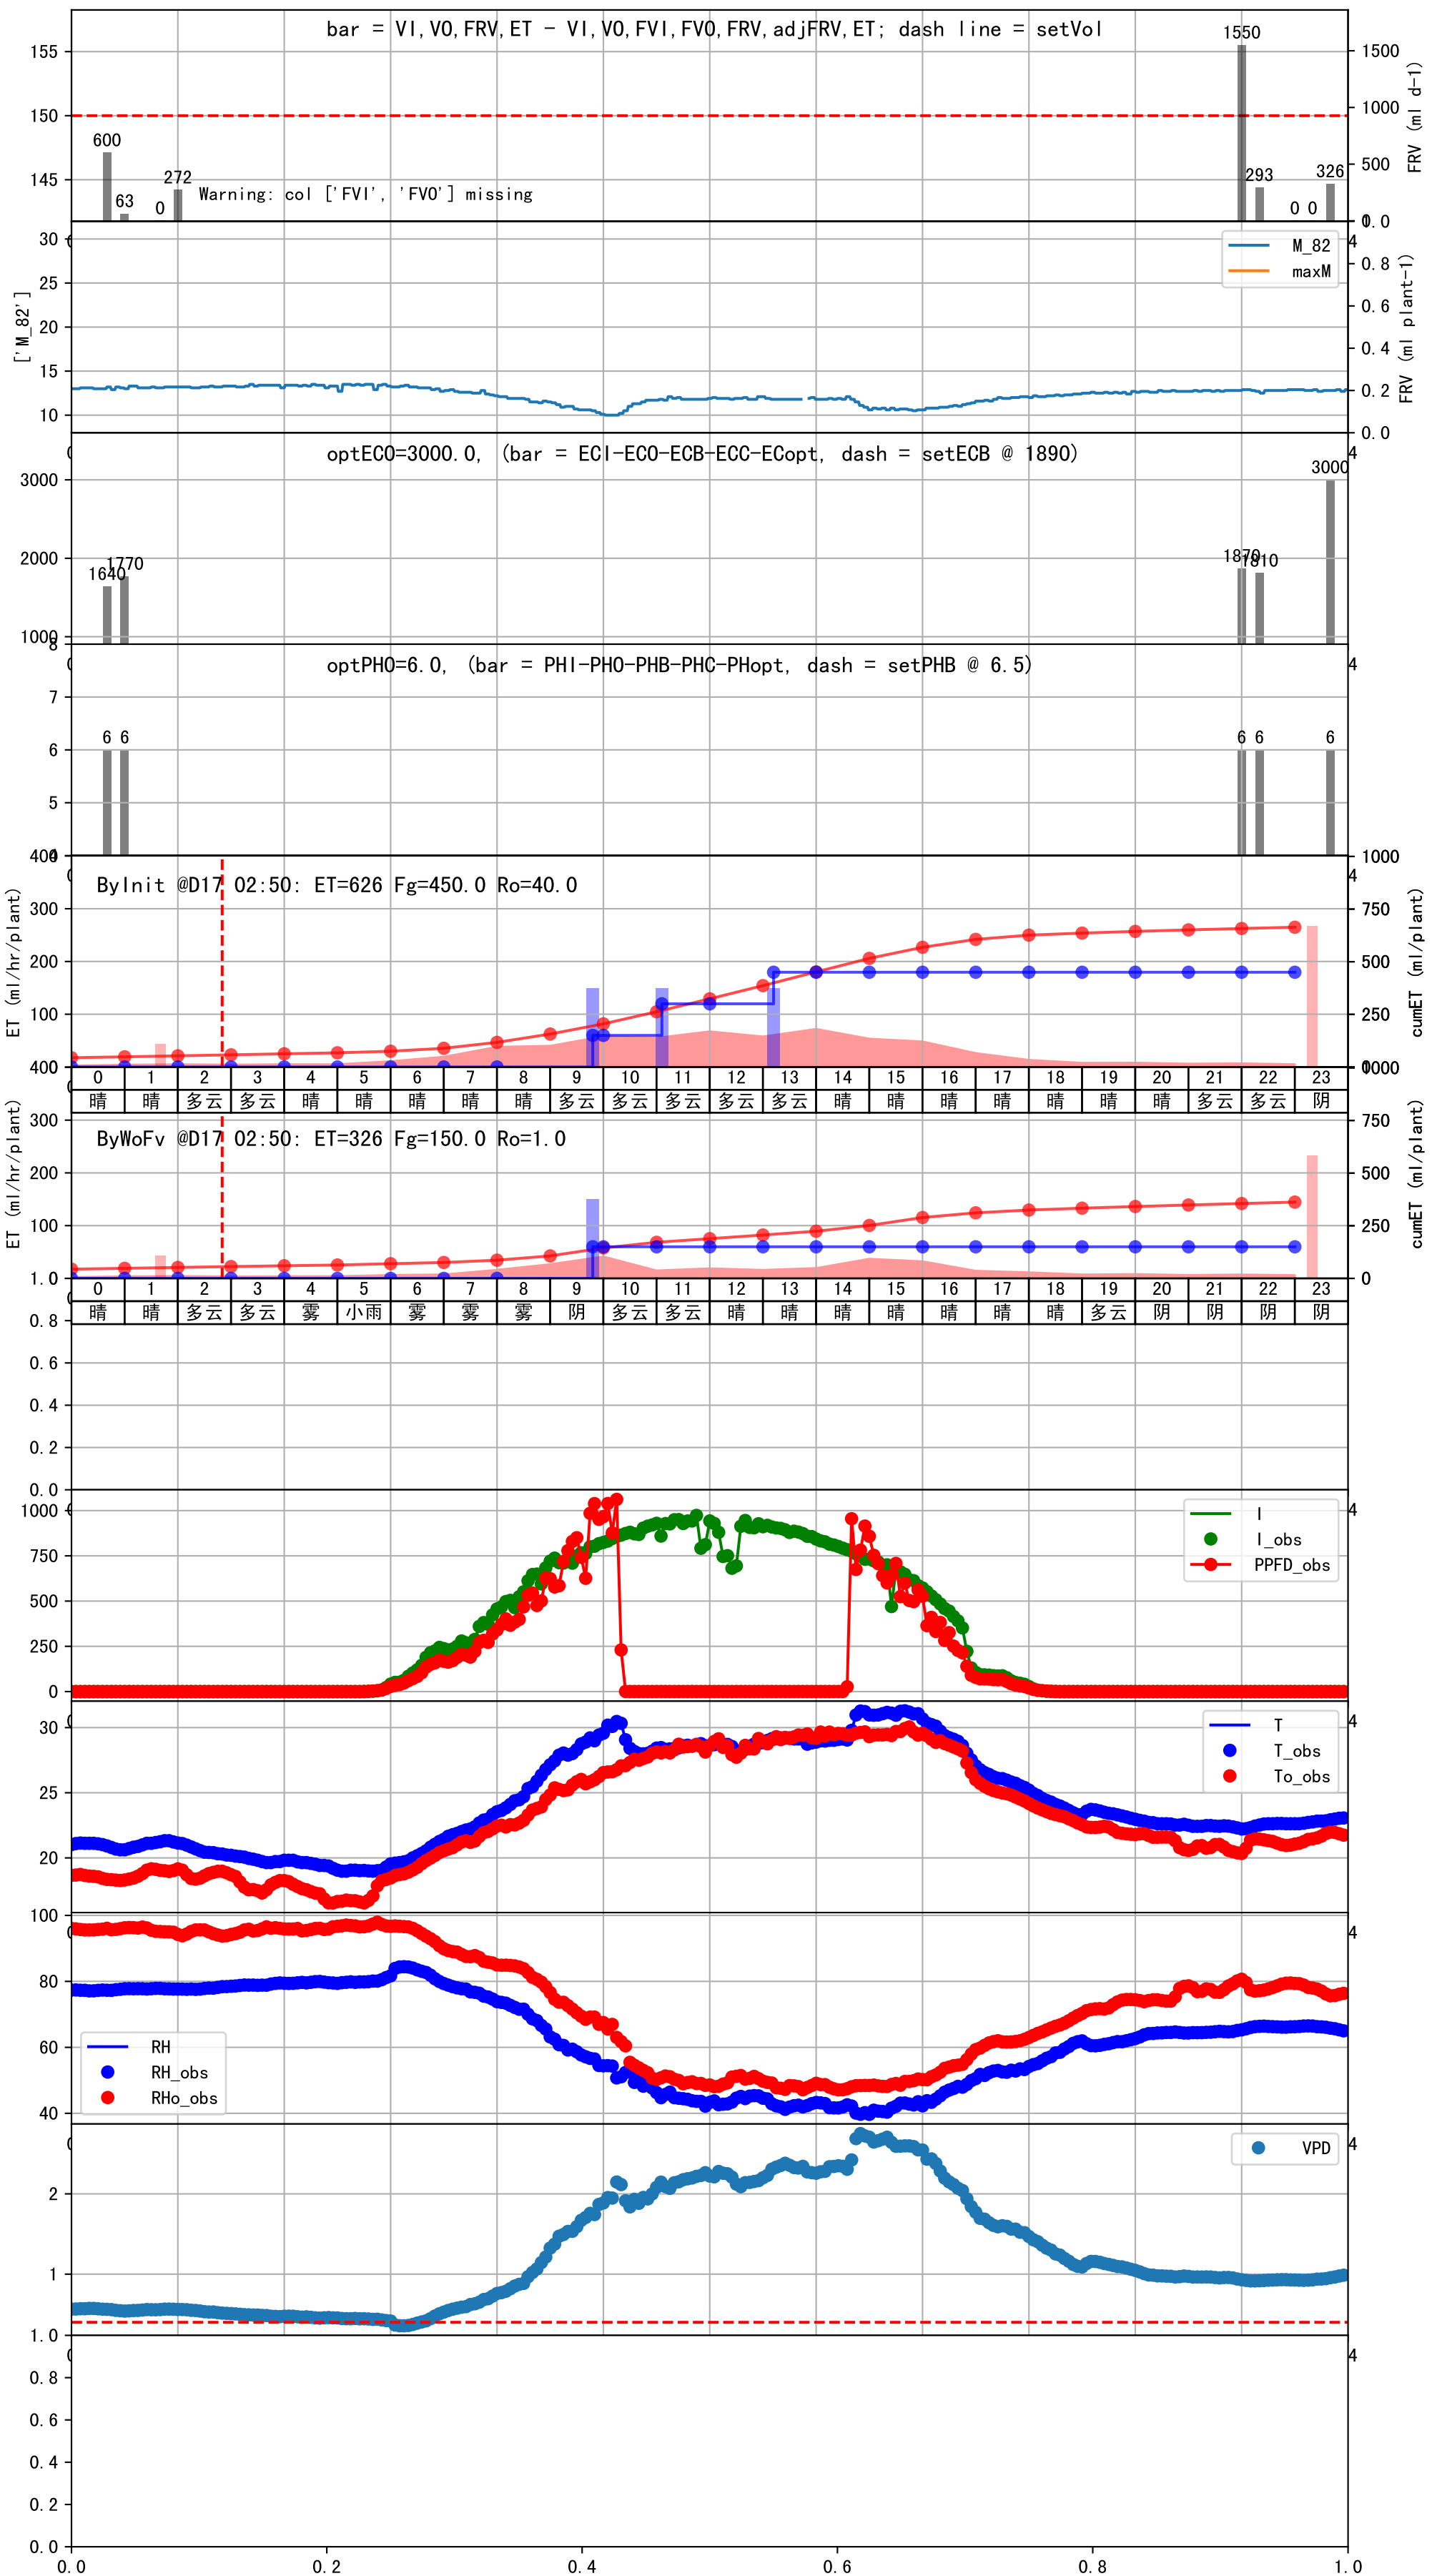 bar = VI,VO,FRV,ET - VI,VO,FVI,FVO,FRV,adjFRV,ET; dash line = setVol
155
150
145
600
63
0
272
Warning: col ['FVI', 'FVO'] missing
1550
293
0
0
326
1500
1000
500
FRV (ml d-1)
1.0
30
25
20
15
10
['M_82']
M_82
maxM
0.8
0.6
0.4
0.2
0.0
FRV (ml plant-1)
optECO=3000.0, (bar = ECI-ECO-ECB-ECC-ECopt, dash = setECB @ 1890)
3000
2000
1000
1640
1770
1870
1810
3000
optPHO=6.0, (bar = PHI-PHO-PHB-PHC-PHopt, dash = setPHB @ 6.5)
8
7
6
5
4
6
6
6
6
6
ByInit @D17 02:50: ET=626 Fg=450.0 Ro=40.0
400
300
200
100
ET (ml/hr/plant)
1000
750
500
250
cumET (ml/plant)
0 1 2 3 4 5 6 7 8 9 10 11 12 13 14 15 16 17 18 19 20 21 22 23
晴 晴 多云 多云 晴 晴 晴 晴 晴 多云 多云 多云 多云 多云 晴 晴 晴 晴 晴 晴 晴 多云 多云 阴
ByWoFv @D17 02:50: ET=326 Fg=150.0 Ro=1.0
400
300
200
100
ET (ml/hr/plant)
1000
750
500
250
0
cumET (ml/plant)
0 1 2 3 4 5 6 7 8 9 10 11 12 13 14 15 16 17 18 19 20 21 22 23
晴 晴 多云 多云 雾 小雨 雾 雾 雾 阴 多云 多云 晴 晴 晴 晴 晴 晴 晴 多云 阴 阴 阴 阴
1.0
0.8
0.6
0.4
0.2
0.0
1000
750
500
250
0
I
I_obs
PPFD_obs
30
25
20
T
T_obs
To_obs
100
80
60
40
RH
RH_obs
RHo_obs
2
1
VPD
1.0
0.8
0.6
0.4
0.2
0.0
0.0 0.2 0.4 0.6 0.8 1.0